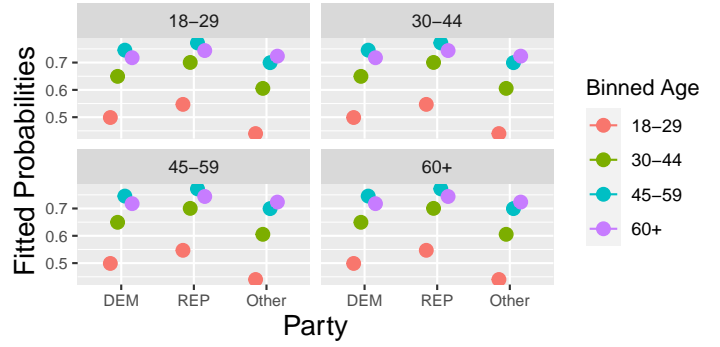 18−29
30−44
0.7
0.6
0.5
45−59
60+
0.7
0.6
0.5
DEM
REP
Other
DEM
REP
Other
Party
Fitted Probabilities
Binned Age
18−29
30−44
45−59
60+